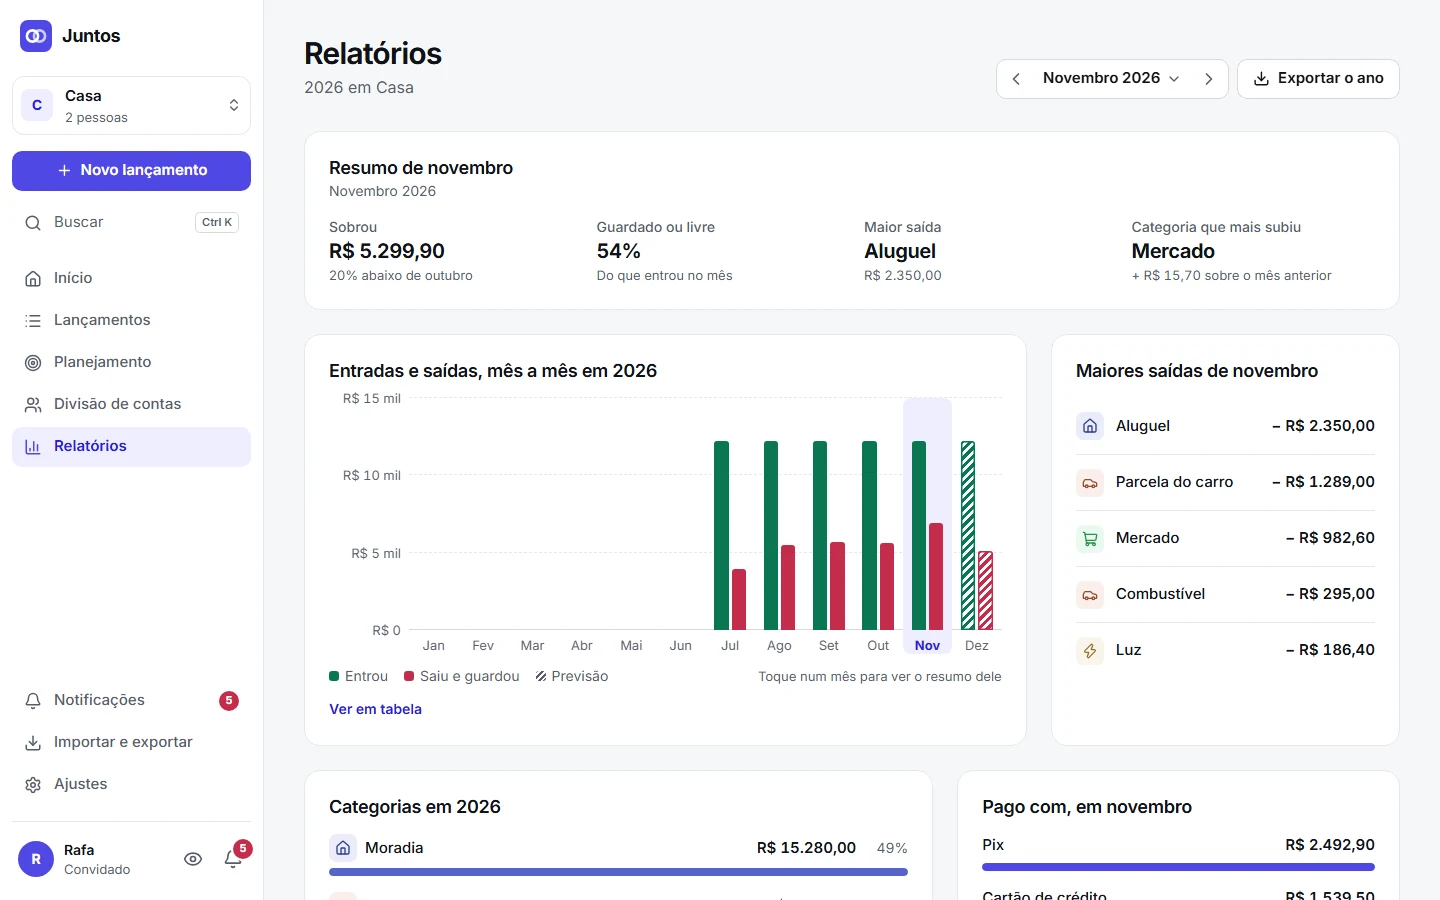 Juntos
C
Casa
2 pessoas
Novo lançamento
Buscar
Ctrl K
Início
Lançamentos
Planejamento
Divisão de contas
Relatórios
Notificações
5
Importar e exportar
Ajustes
R
Rafa
Convidado
5
Relatórios
2026 em Casa
Novembro 2026
Exportar o ano
Resumo de novembro
Novembro 2026
Sobrou
R$ 5.299,90
20% abaixo de outubro
Guardado ou livre
54%
Do que entrou no mês
Maior saída
Aluguel
R$ 2.350,00
Categoria que mais subiu
Mercado
+ R$ 15,70 sobre o mês anterior
Entradas e saídas, mês a mês em 2026
R$ 15 mil
R$ 10 mil
R$ 5 mil
R$ 0
Jan Fev Mar Abr Mai Jun Jul Ago Set Out Nov Dez
Entrou Saiu e guardou Previsão
Toque num mês para ver o resumo dele
Ver em tabela
Maiores saídas de novembro
Aluguel − R$ 2.350,00
Parcela do carro − R$ 1.289,00
Mercado − R$ 982,60
Combustível − R$ 295,00
Luz − R$ 186,40
Categorias em 2026
Moradia R$ 15.280,00 49%
Pago com, em novembro
Pix R$ 2.492,90
Cartão de crédito R$ 1.539,50